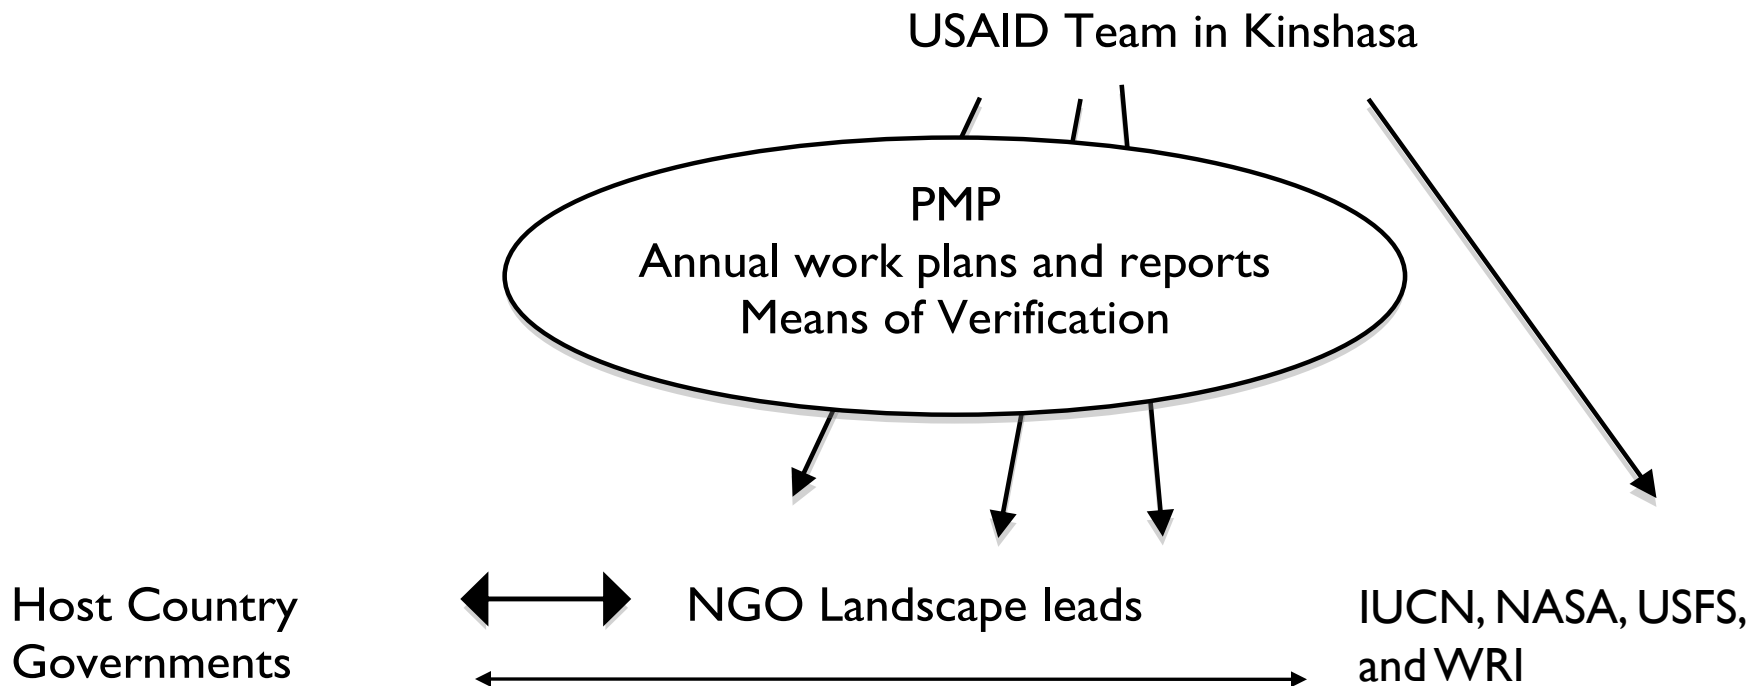 USAID Team in Kinshasa
PMP
Annual work plans and reports
Means of Verification
Host Country
Governments
NGO Landscape leads
IUCN, NASA, USFS,
and WRI